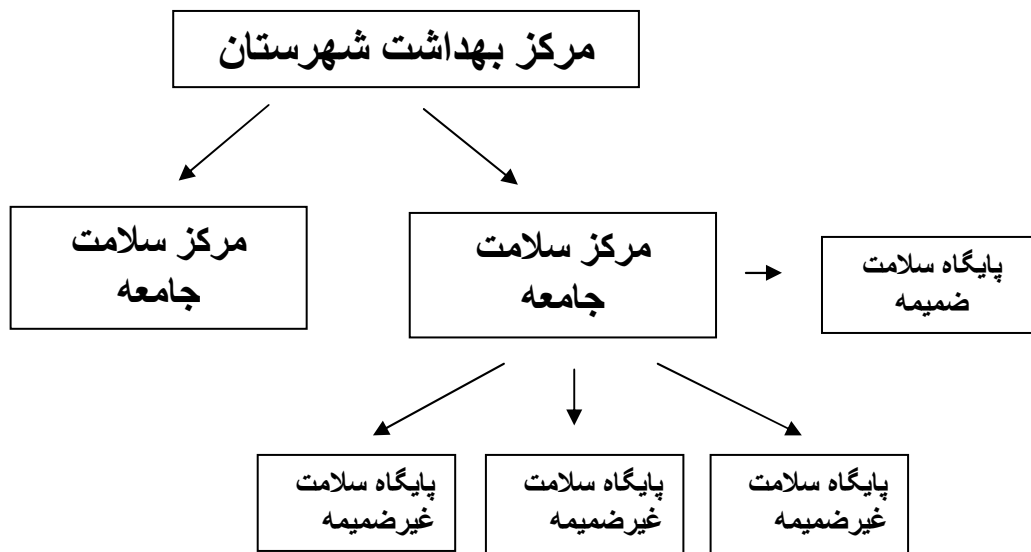 مرکز بهداشت شهرستان
مرکز سلامت
جامعه
مرکز سلامت
جامعه
پایگاه سلامت
ضمیمه
پایگاه سلامت
غیرضمیمه
پایگاه سلامت
غیرضمیمه
پایگاه سلامت
غیرضمیمه